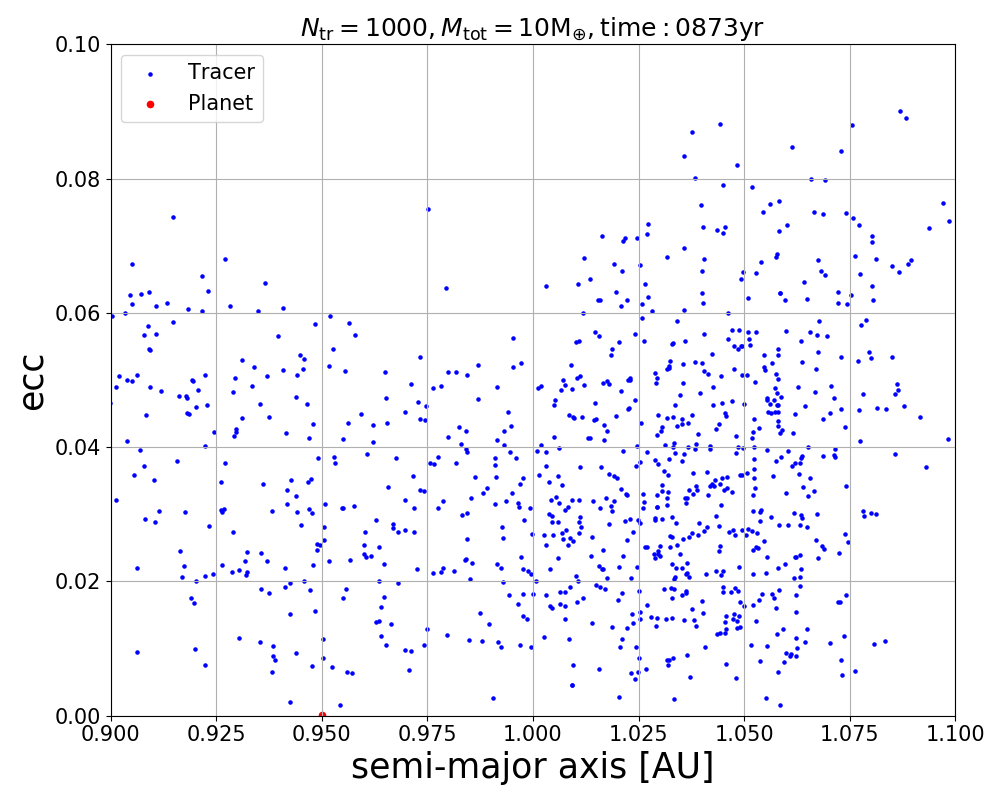 N_tr = 1000, M_tot = 10M_⊕, time : 0873yr
0.10
Tracer
Planet
0.08
0.06
ecc
0.04
0.02
0.00
0.900 0.925 0.950 0.975 1.000 1.025 1.050 1.075 1.100
semi-major axis [AU]